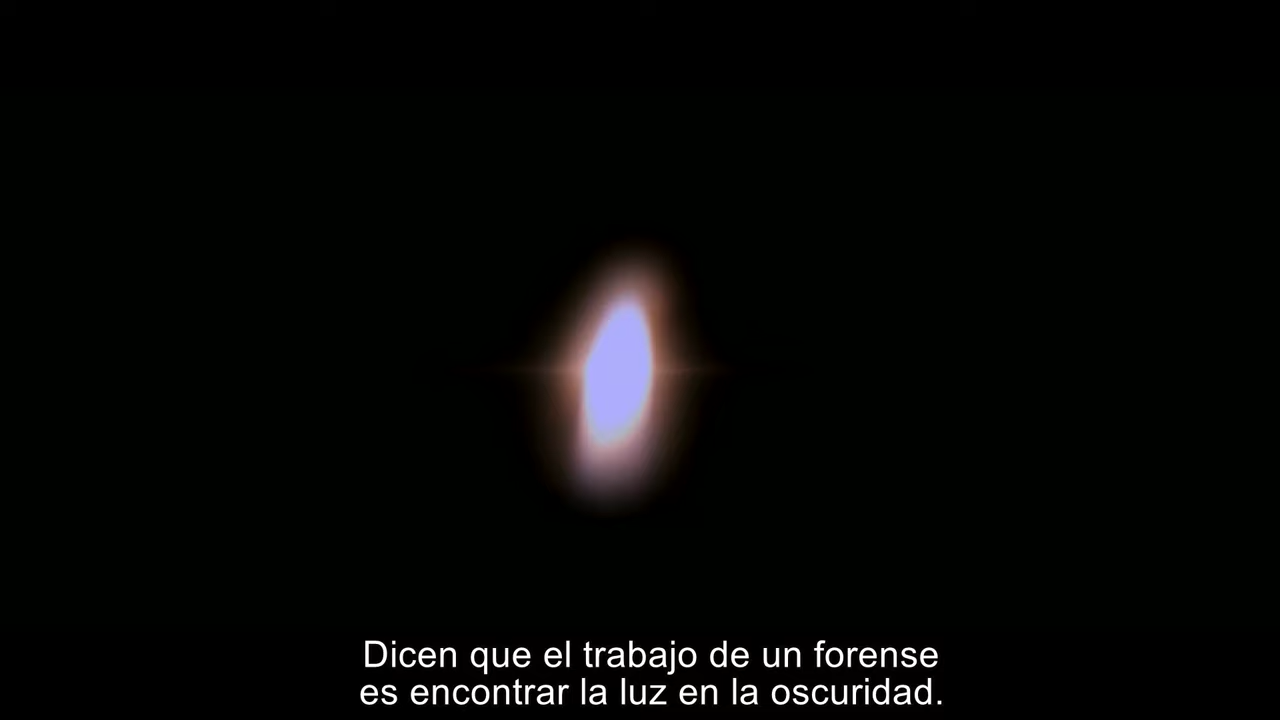 Dicen que el trabajo de un forense
es encontrar la luz en la oscuridad.